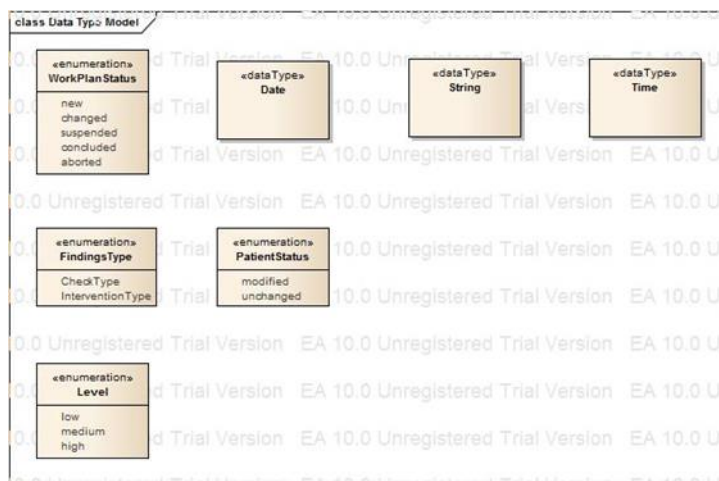 class Data Type Model
«enumeration»
WorkPlanStatus
new
changed
suspended
concluded
aborted
«dataType»
Date
«dataType»
String
«dataType»
Time
«enumeration»
FindingsType
CheckType
InterventionType
«enumeration»
PatientStatus
modified
unchanged
«enumeration»
Level
low
medium
high
EA 10.0 Unregistered Trial Version